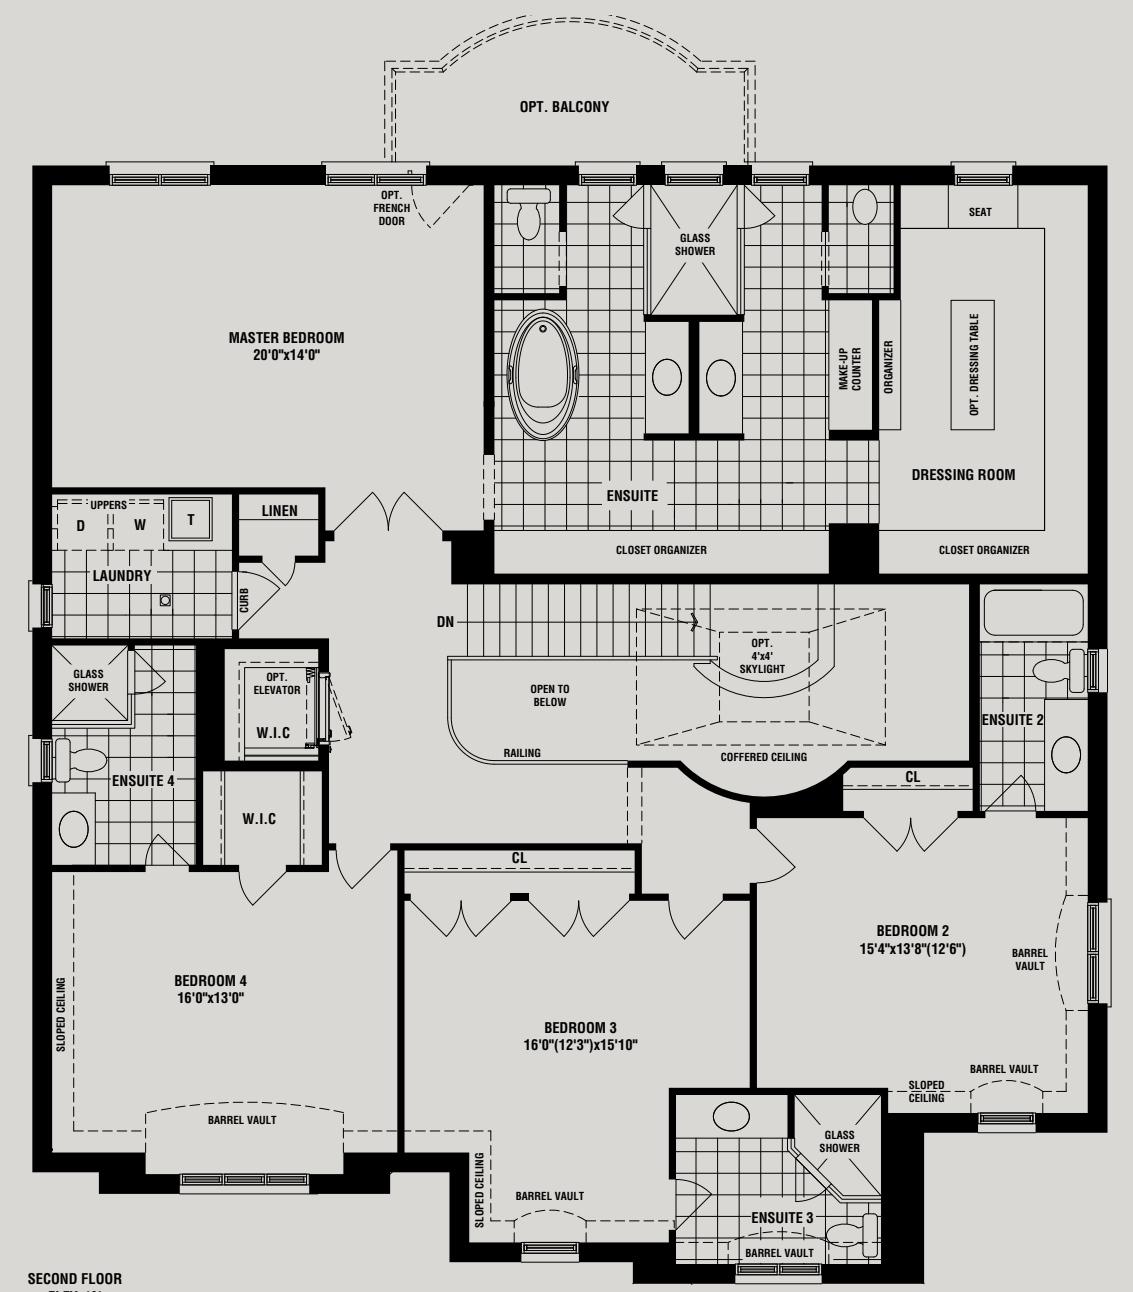 OPT. BALCONY
OPT.
FRENCH
DOOR
GLASS
SHOWER
SEAT
MASTER BEDROOM
20'0"x14'0"
MAKE-UP
COUNTER
ORGANIZER
OPT. DRESSING TABLE
DRESSING ROOM
ENSUITE
UPPERS
D
W
T
LINEN
CLOSET ORGANIZER
CLOSET ORGANIZER
LAUNDRY
CURB
DN
OPT.
4'x4'
SKYLIGHT
GLASS
SHOWER
OPT.
ELEVATOR
W.I.C
OPEN TO
BELOW
ENSUITE 2
RAILING
COFFERED CEILING
ENSUITE 4
CL
W.I.C
CL
BEDROOM 2
15'4"x13'8"(12'6")
BARREL
VAULT
BEDROOM 4
16'0"x13'0"
SLOPED CEILING
BEDROOM 3
16'0"(12'3")x15'10"
BARREL VAULT
SLOPED
CEILING
BARREL VAULT
GLASS
SHOWER
SLOPED CEILING
BARREL VAULT
ENSUITE 3
BARREL VAULT
SECOND FLOOR